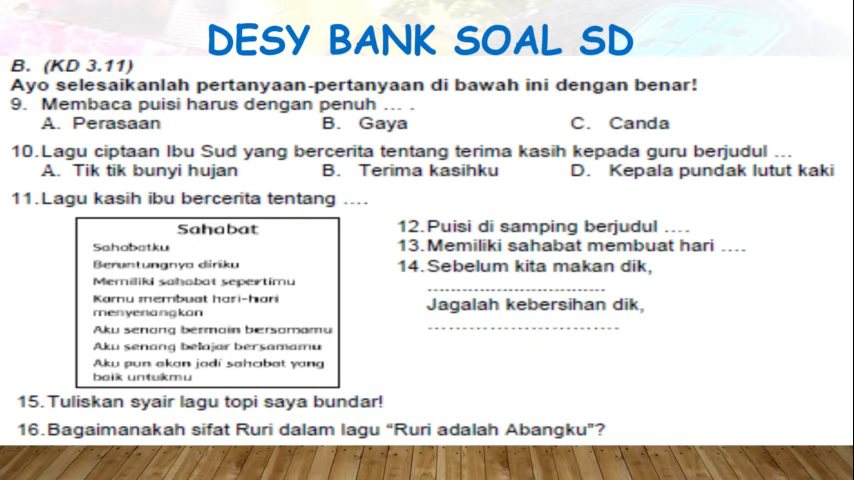 DESY BANK SOAL SD
B. (KD 3.11)
Ayo selesaikanlah pertanyaan-pertanyaan di bawah ini dengan benar!
9. Membaca puisi harus dengan penuh ... .
A. Perasaan B. Gaya C. Canda
10. Lagu ciptaan Ibu Sud yang bercerita tentang terima kasih kepada guru berjudul ...
A. Tik tik bunyi hujan B. Terima kasihku D. Kepala pundak lutut kaki
11. Lagu kasih ibu bercerita tentang ....
Sahabat
Sahabatku
Beruntungnya diriku
Memiliki sahabat sepertimu
Kamu membuat hari-hari
menyenangkan
Aku senang bermain bersamamu
Aku senang belajar bersamamu
Aku pun akan jadi sahabat yang
baik untukmu
12. Puisi di samping berjudul ....
13. Memiliki sahabat membuat hari ....
14. Sebelum kita makan dik,
................................
Jagalah kebersihan dik,
................................
15. Tuliskan syair lagu topi saya bundar!
16. Bagaimanakah sifat Ruri dalam lagu “Ruri adalah Abangku”?